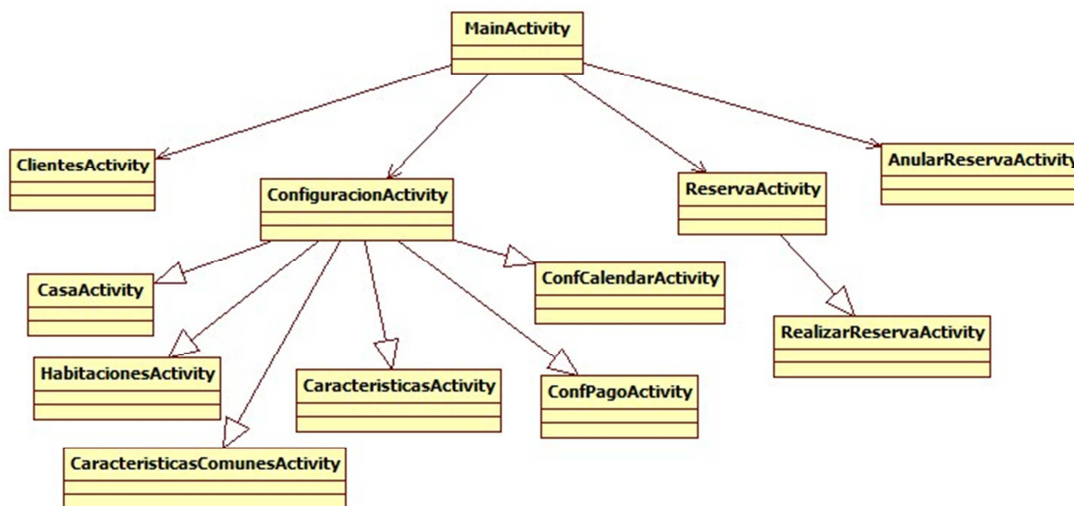 MainActivity
ClientesActivity
ConfiguracionActivity
ReservaActivity
AnularReservaActivity
CasaActivity
ConfCalendarActivity
RealizarReservaActivity
HabitacionesActivity
CaracteristicasActivity
ConfPagoActivity
CaracteristicasComunesActivity